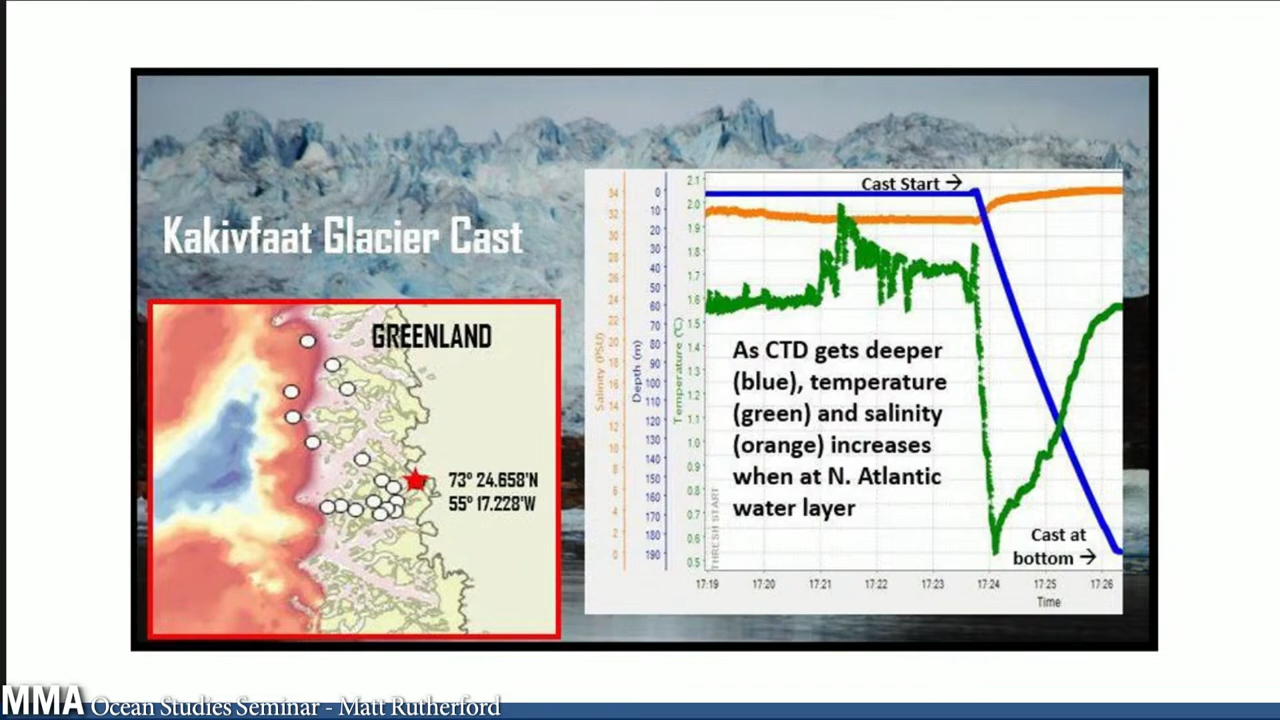 Kakivfaat Glacier Cast
GREENLAND
73° 24.658'N
55° 17.228'W
Cast Start →
As CTD gets deeper
(blue), temperature
(green) and salinity
(orange) increases
when at N. Atlantic
water layer
Cast at
bottom →
Salinity (PSU)
34
32
30
28
26
24
22
20
18
16
14
12
10
8
6
4
2
0
Depth (m)
0
10
20
30
40
50
60
70
80
90
100
110
120
130
140
150
160
170
180
190
Temperature (°C)
2.1
2.0
1.9
1.8
1.7
1.6
1.5
1.4
1.3
1.2
1.1
1.0
0.9
0.8
0.7
0.6
0.5
THRESH START
17:19 17:20 17:21 17:22 17:23 17:24 17:25 17:26
Time
MMA Ocean Studies Seminar - Matt Rutherford